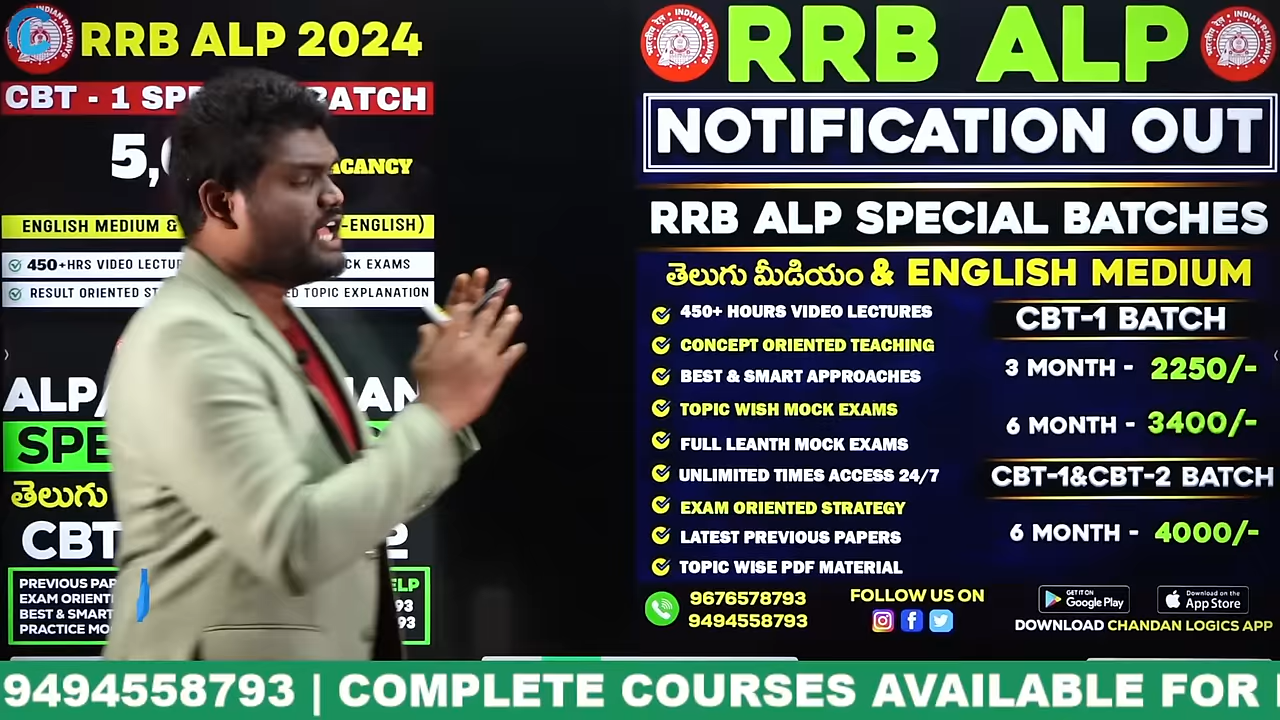 RRB ALP 2024
CBT - 1 SP BATCH
5, ACANCY
ENGLISH MEDIUM & -ENGLISH)
450+HRS VIDEO LECTU CK EXAMS
RESULT ORIENTED ST ED TOPIC EXPLANATION
ALP/ AN
SPE
తెలుగు
CBT 2
PREVIOUS PAP ELP
EXAM ORIENT 93
BEST & SMART 93
PRACTICE MO
RRB ALP
INDIAN RAILWAYS
भारतीय रेल
NOTIFICATION OUT
RRB ALP SPECIAL BATCHES
తెలుగు మీడియం & ENGLISH MEDIUM
450+ HOURS VIDEO LECTURES
CONCEPT ORIENTED TEACHING
BEST & SMART APPROACHES
TOPIC WISH MOCK EXAMS
FULL LEANTH MOCK EXAMS
UNLIMITED TIMES ACCESS 24/7
EXAM ORIENTED STRATEGY
LATEST PREVIOUS PAPERS
TOPIC WISE PDF MATERIAL
CBT-1 BATCH
3 MONTH - 2250/-
6 MONTH - 3400/-
CBT-1&CBT-2 BATCH
6 MONTH - 4000/-
9676578793
9494558793
FOLLOW US ON
GET IT ON
Google Play
Download on the
App Store
DOWNLOAD CHANDAN LOGICS APP
9494558793 | COMPLETE COURSES AVAILABLE FOR